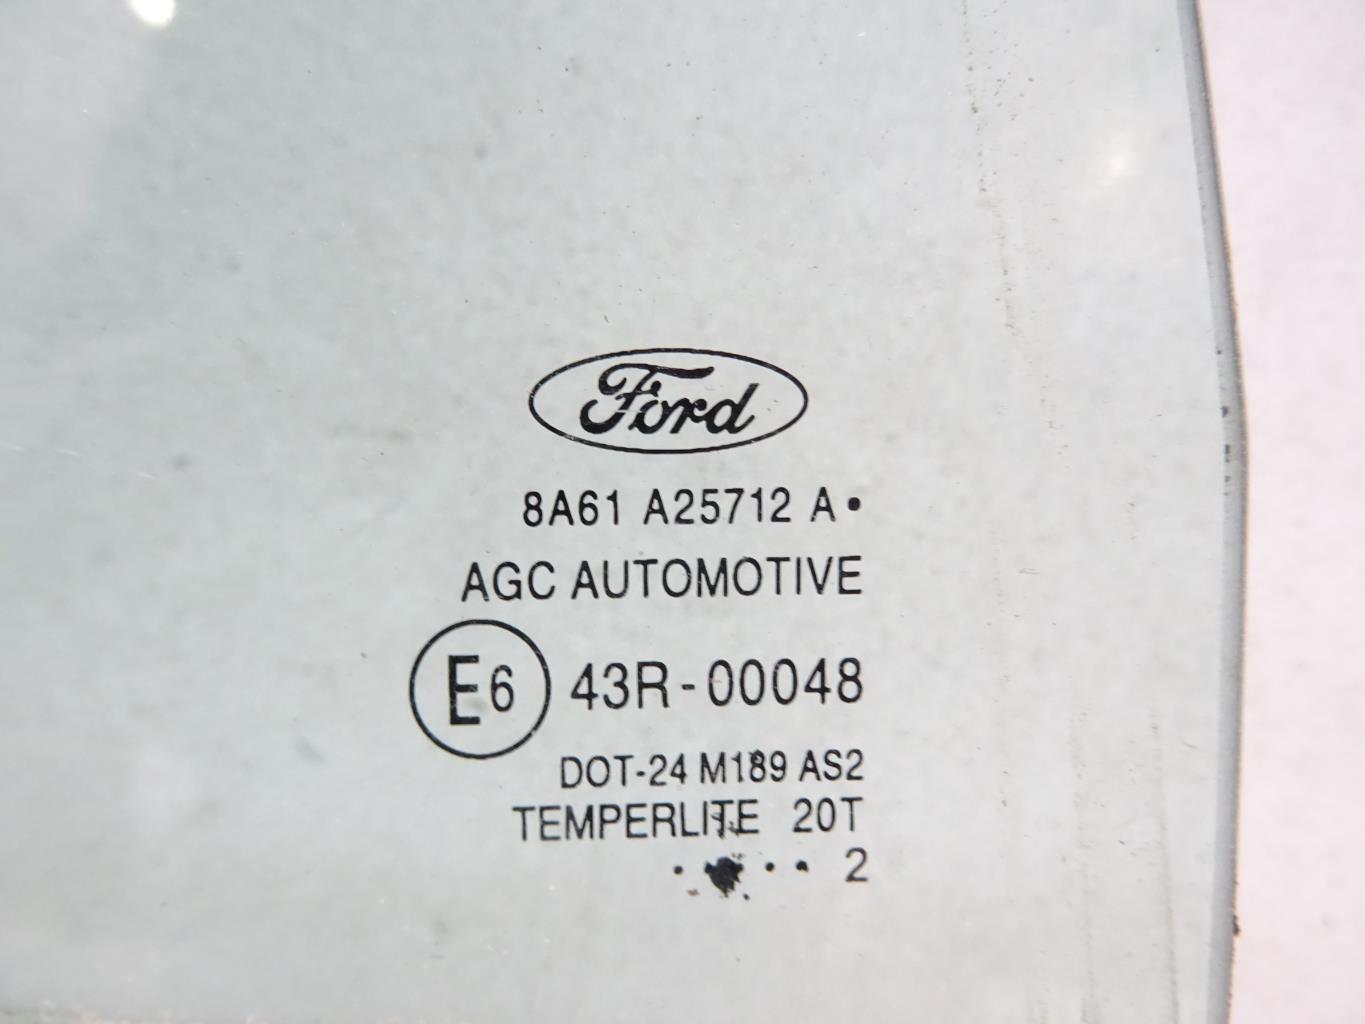 Ford
8A61 A25712 A•
AGC AUTOMOTIVE
E6 43R-00048
DOT-24 M189 AS2
TEMPERLITE 20T
• • • 2